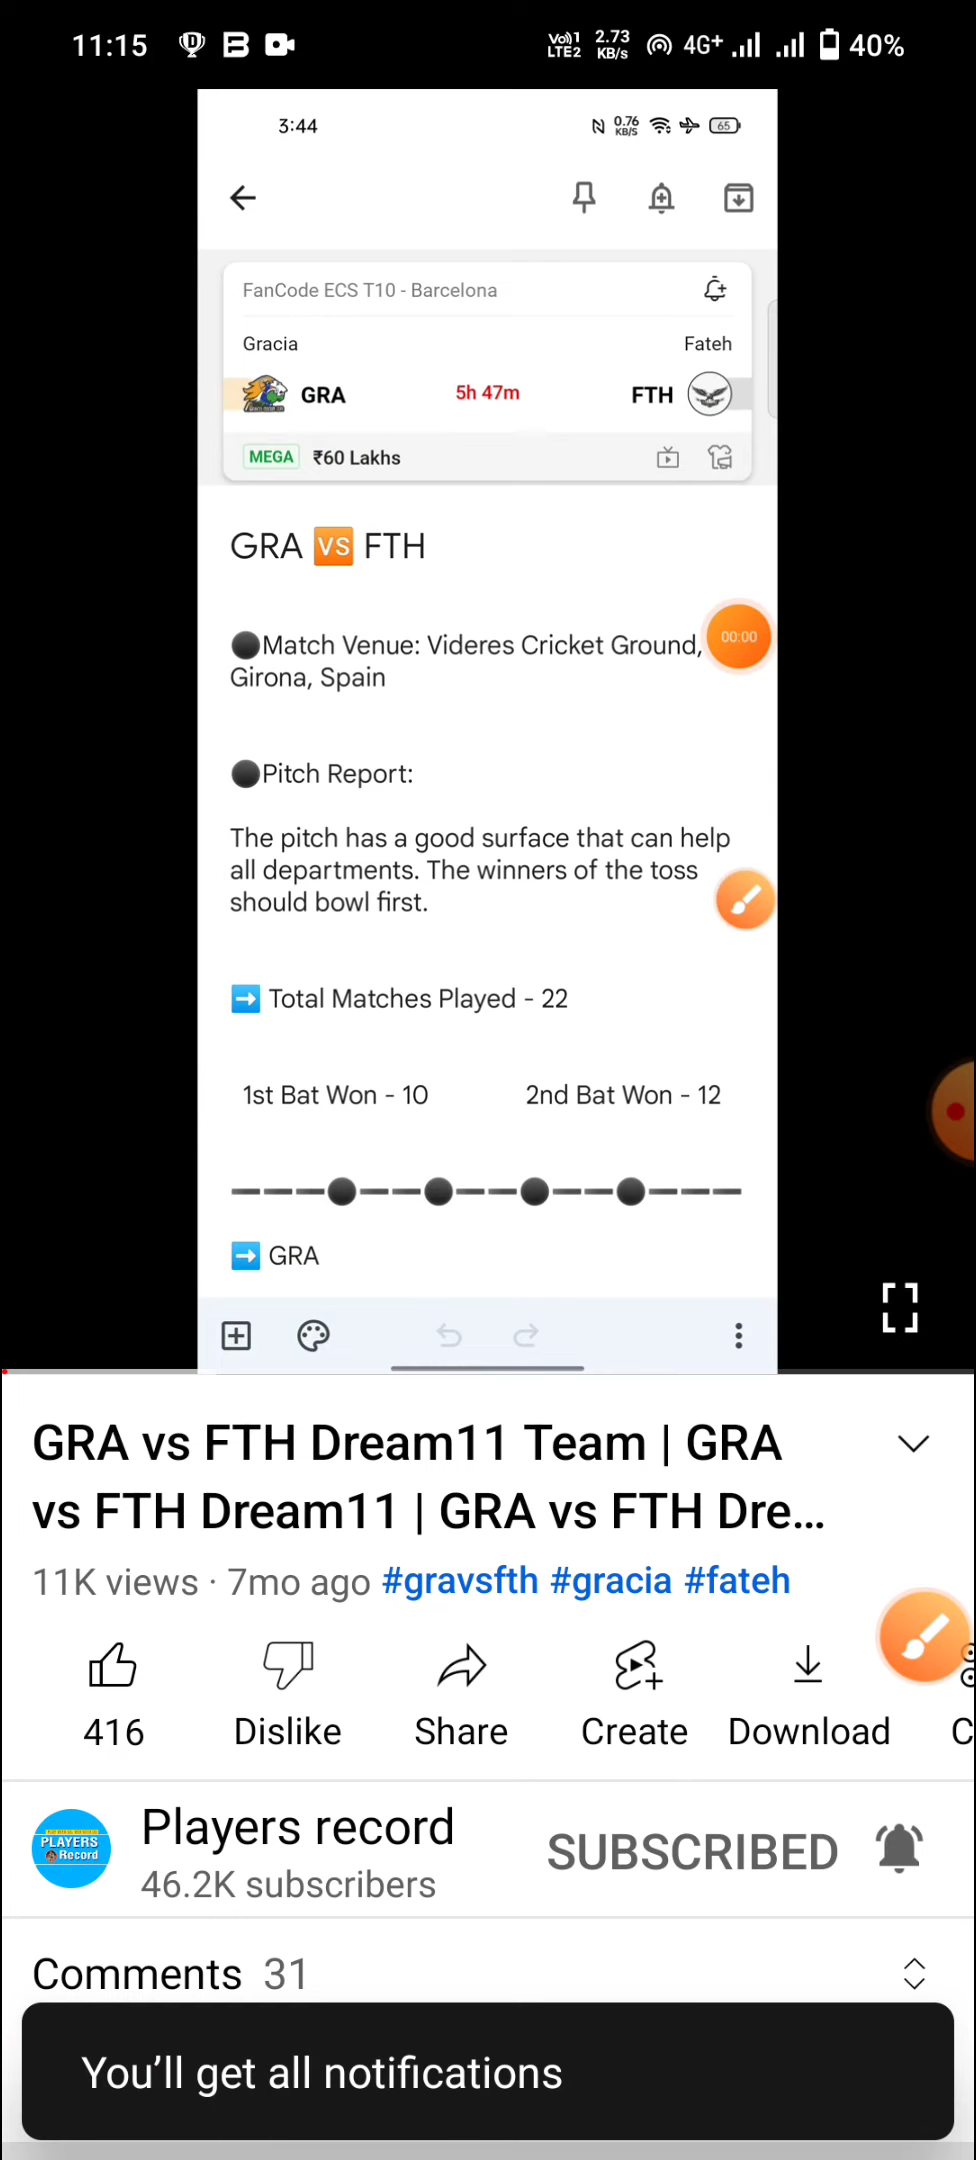 11:15
Vo)) 1 LTE2 2.73 KB/s 4G+ 40%
3:44
0.76 KB/S 65
FanCode ECS T10 - Barcelona
Gracia Fateh
GRA 5h 47m FTH
MEGA ₹60 Lakhs
GRA VS FTH
Match Venue: Videres Cricket Ground,
00:00
Girona, Spain
Pitch Report:
The pitch has a good surface that can help
all departments. The winners of the toss
should bowl first.
Total Matches Played - 22
1st Bat Won - 10 2nd Bat Won - 12
GRA
GRA vs FTH Dream11 Team | GRA
vs FTH Dream11 | GRA vs FTH Dre...
11K views · 7mo ago #gravsfth #gracia #fateh
416 Dislike Share Create Download C
PLAYERS
Record
Players record
46.2K subscribers
SUBSCRIBED
Comments 31
You'll get all notifications